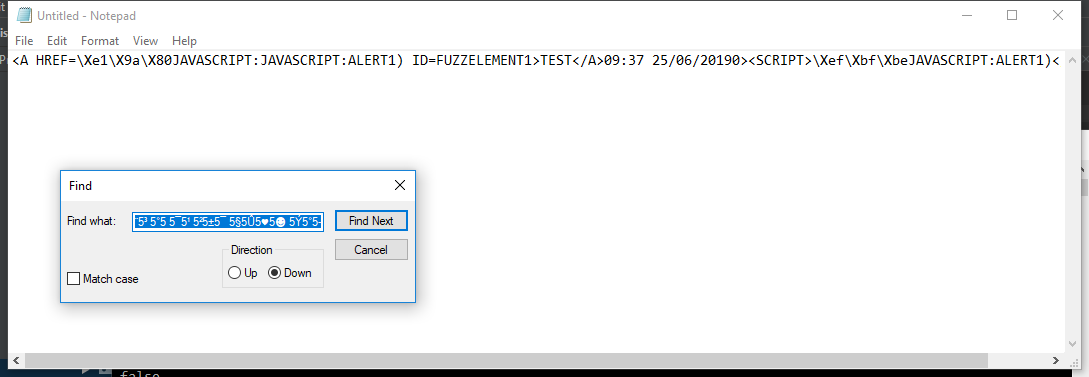 Untitled - Notepad
File Edit Format View Help
<A HREF=\Xe1\X9a\X80JAVASCRIPT:JAVASCRIPT:ALERT1) ID=FUZZELEMENT1>TEST</A>09:37 25/06/20190><SCRIPT>\Xef\Xbf\XbeJAVASCRIPT:ALERT1)<
Find
Find what:
Find Next
Cancel
Direction
Up Down
Match case
false